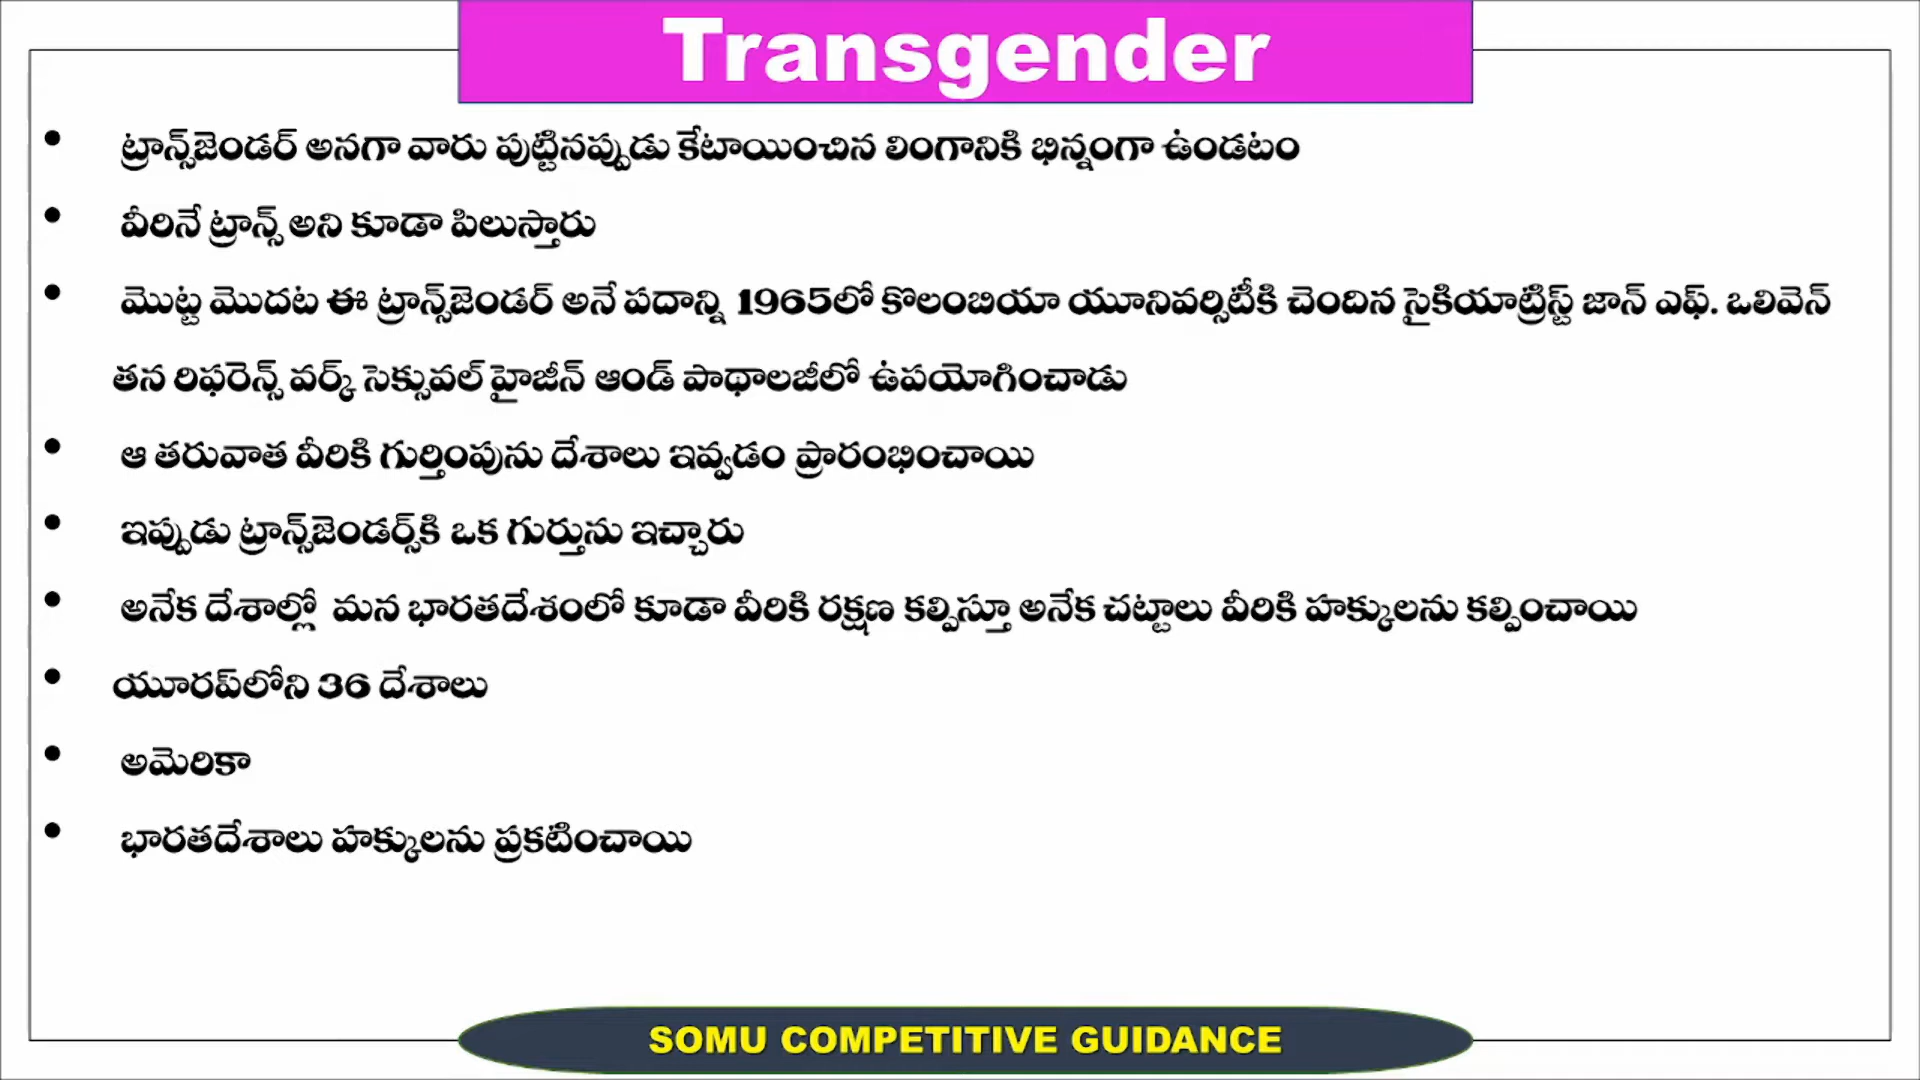 Transgender
• ట్రాన్స్‌జెండర్ అనగా వారు పుట్టినప్పుడు కేటాయించిన లింగానికి భిన్నంగా ఉండటం
• వీరినే ట్రాన్స్ అని కూడా పిలుస్తారు
• మొట్ట మొదట ఈ ట్రాన్స్‌జెండర్ అనే పదాన్ని 1965లో కొలంబియా యూనివర్సిటీకి చెందిన సైకియాట్రిస్ట్ జాన్ ఎఫ్. ఒలివెన్
తన రిఫరెన్స్ వర్క్ సెక్సువల్ హైజీన్ ఆండ్ పాథాలజీలో ఉపయోగించాడు
• ఆ తరువాత వీరికి గుర్తింపును దేశాలు ఇవ్వడం ప్రారంభించాయి
• ఇప్పుడు ట్రాన్స్‌జెండర్స్‌కి ఒక గుర్తును ఇచ్చారు
• అనేక దేశాల్లో మన భారతదేశంలో కూడా వీరికి రక్షణ కల్పిస్తూ అనేక చట్టాలు వీరికి హక్కులను కల్పించాయి
• యూరప్‌లోని 36 దేశాలు
• అమెరికా
• భారతదేశాలు హక్కులను ప్రకటించాయి
SOMU COMPETITIVE GUIDANCE